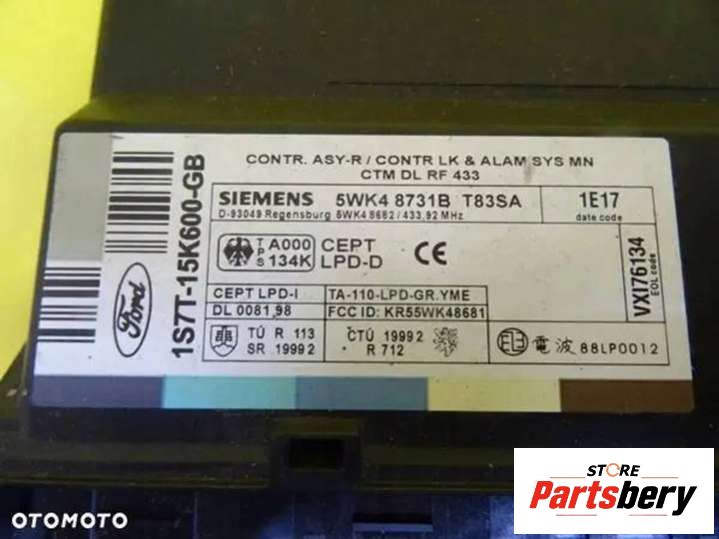 CONTR. ASY-R / CONTR LK & ALAM SYS MN
CTM DL RF 433
SIEMENS 5WK4 8731B T83SA
D-93049 Regensburg 5WK4 8682 / 433,92 MHz
1E17
date code
TPS A000 134K
CEPT
LPD-D
CE
CEPT LPD-I
DL 0081,98
TA-110-LPD-GR.YME
FCC ID: KR55WK48681
TÚ R 113
SR 1999 2
ČTÚ 1999 2
R 712
電波 88LP0012
VXI76134
EOL code
Ford
1S7T-15K600-GB
OTOMOTO
STORE
Partsbery